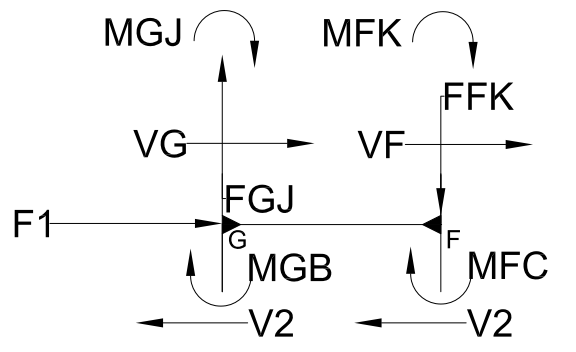 MGJ MFK
FFK
VG VF
FGJ
F1
G F
MGB MFC
V2 V2